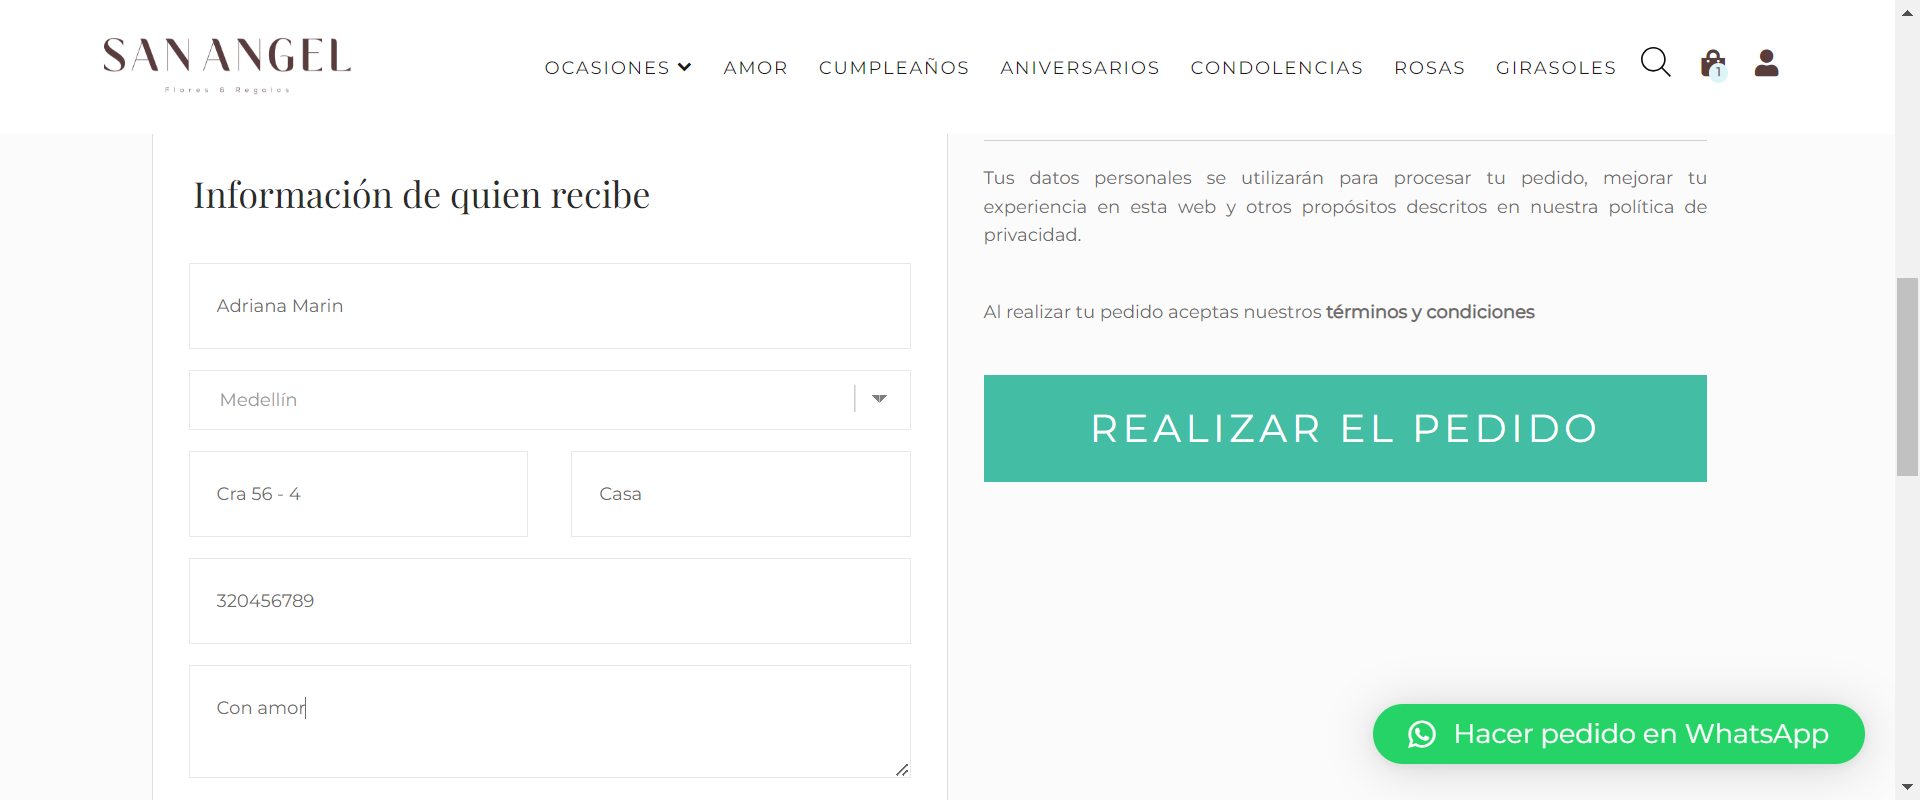 SAN ANGEL
Flores & Regalos
OCASIONES
AMOR
CUMPLEAÑOS
ANIVERSARIOS
CONDOLENCIAS
ROSAS
GIRASOLES
1
Información de quien recibe
Adriana Marin
Medellín
Cra 56 - 4
Casa
320456789
Con amor
Tus datos personales se utilizarán para procesar tu pedido, mejorar tu
experiencia en esta web y otros propósitos descritos en nuestra política de
privacidad.
Al realizar tu pedido aceptas nuestros términos y condiciones
REALIZAR EL PEDIDO
Hacer pedido en WhatsApp